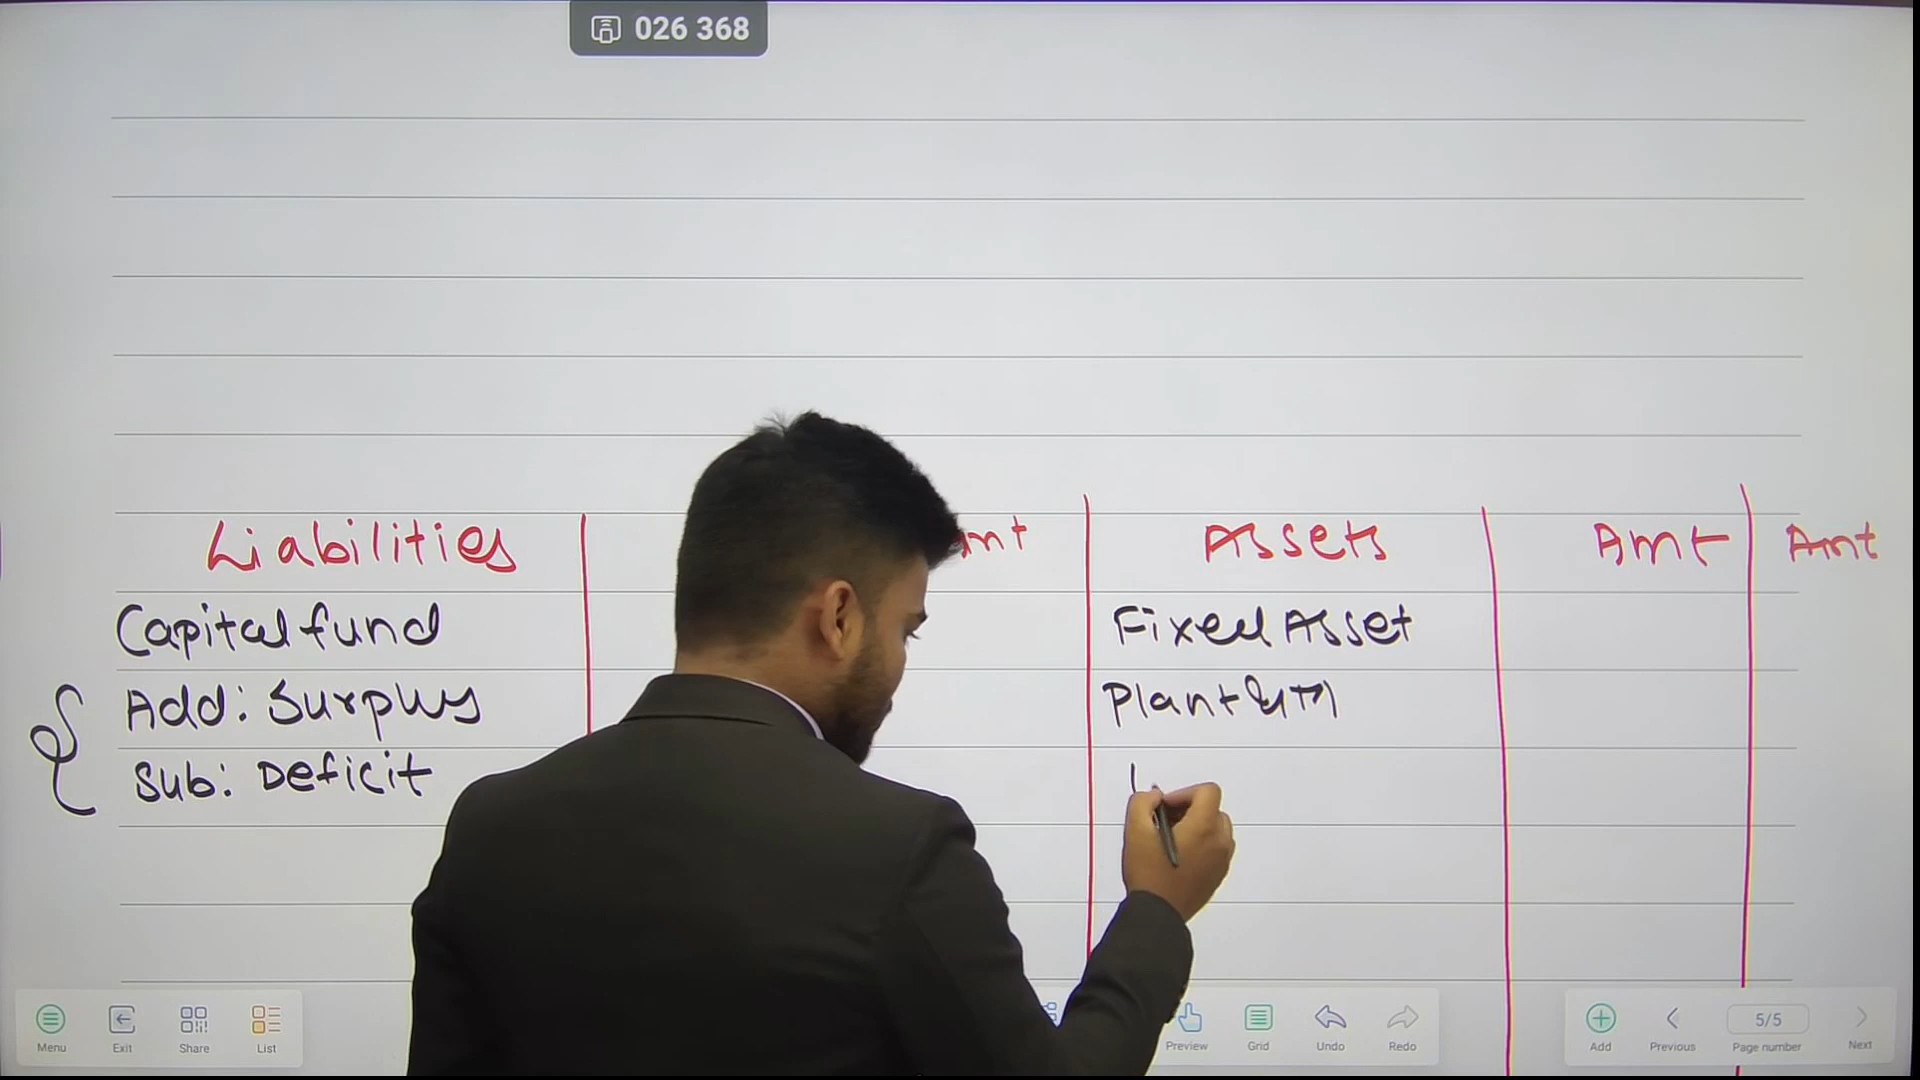 026 368
Liabilities Amt Assets Amt Amt
Capital fund Fixed Asset
Add: Surplus Plant & M
Sub: Deficit
Menu Exit Share List Preview Grid Undo Redo Add Previous 5/5 Page number Next